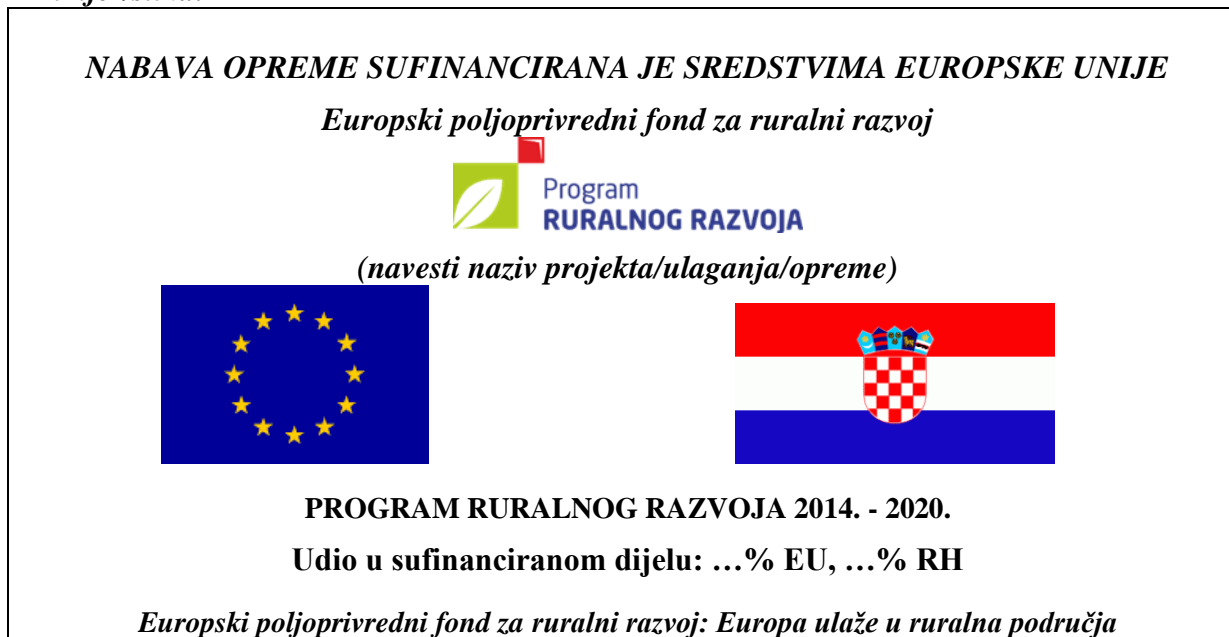 NABAVA OPREME SUFINANCIRANA JE SREDSTVIMA EUROPSKE UNIJE
Europski poljoprivredni fond za ruralni razvoj
Program
RURALNOG RAZVOJA
(navesti naziv projekta/ulaganja/opreme)
PROGRAM RURALNOG RAZVOJA 2014. - 2020.
Udio u sufinanciranom dijelu: …% EU, …% RH
Europski poljoprivredni fond za ruralni razvoj: Europa ulaže u ruralna područja